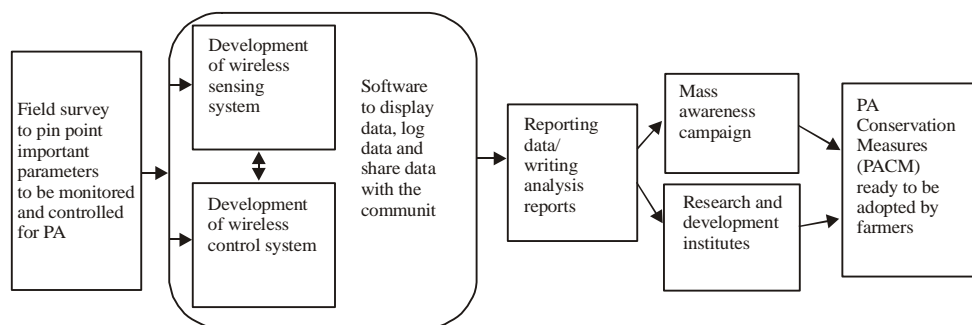 Field survey
to pin point
important
parameters
to be monitored
and controlled
for PA
Development
of wireless
sensing
system
Development
of wireless
control system
Software
to display
data, log
data and
share data
with the
communit
Reporting
data/
writing
analysis
reports
Mass
awareness
campaign
Research and
development
institutes
PA
Conservation
Measures
(PACM)
ready to be
adopted by
farmers